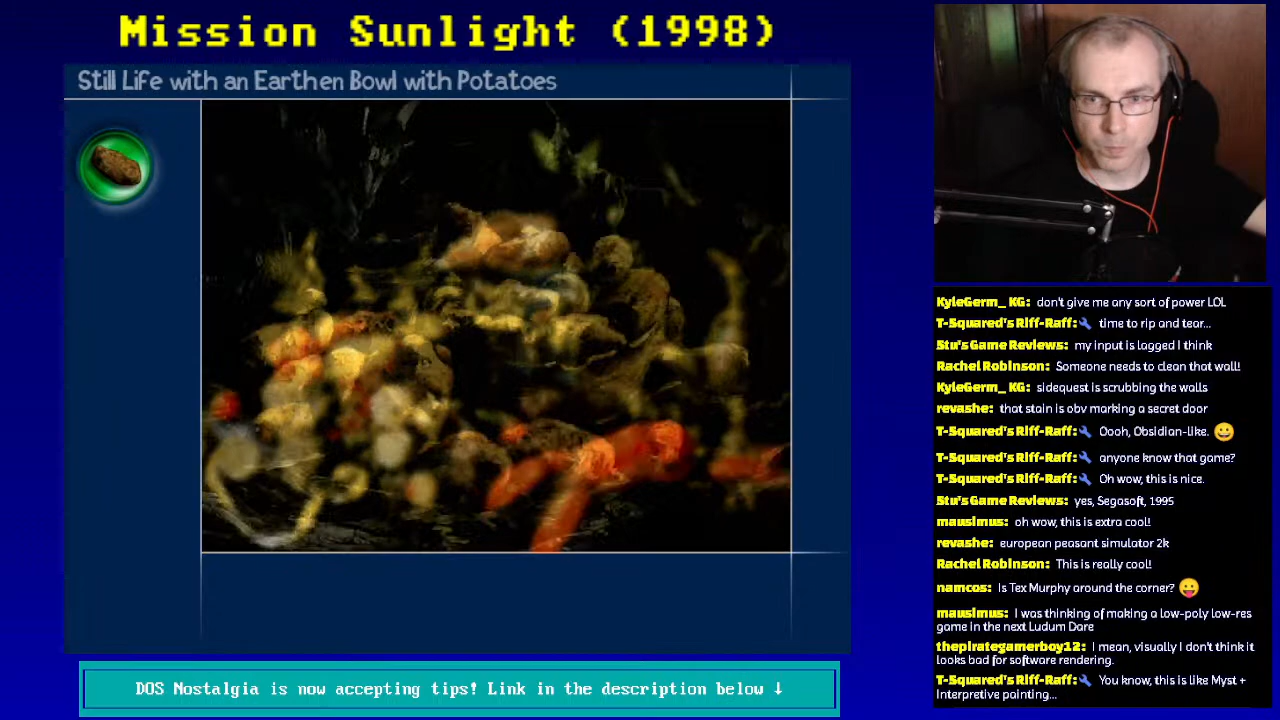 Mission Sunlight (1998)
Still Life with an Earthen Bowl with Potatoes
DOS Nostalgia is now accepting tips! Link in the description below ↓
KyleGerm_ KG: don't give me any sort of power LOL
T-Squared's Riff-Raff: time to rip and tear...
Stu's Game Reviews: my input is lagged I think
Rachel Robinson: Someone needs to clean that wall!
KyleGerm_ KG: sidequest is scrubbing the walls
revashe: that stain is obv marking a secret door
T-Squared's Riff-Raff: Oooh, Obsidian-like. 😀
T-Squared's Riff-Raff: anyone know that game?
T-Squared's Riff-Raff: Oh wow, this is nice.
Stu's Game Reviews: yes, Segasoft, 1995
mausimus: oh wow, this is extra cool!
revashe: european peasant simulator 2k
Rachel Robinson: This is really cool!
namcos: Is Tex Murphy around the corner? 😛
mausimus: I was thinking of making a low-poly low-res
game in the next Ludum Dare
thepirategamerboy12: I mean, visually I don't think it
looks bad for software rendering.
T-Squared's Riff-Raff: You know, this is like Myst +
Interpretive painting...